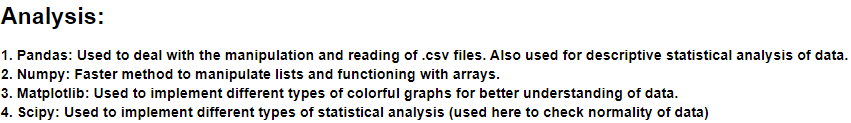 Analysis:
1. Pandas: Used to deal with the manipulation and reading of .csv files. Also used for descriptive statistical analysis of data.
2. Numpy: Faster method to manipulate lists and functioning with arrays.
3. Matplotlib: Used to implement different types of colorful graphs for better understanding of data.
4. Scipy: Used to implement different types of statistical analysis (used here to check normality of data)